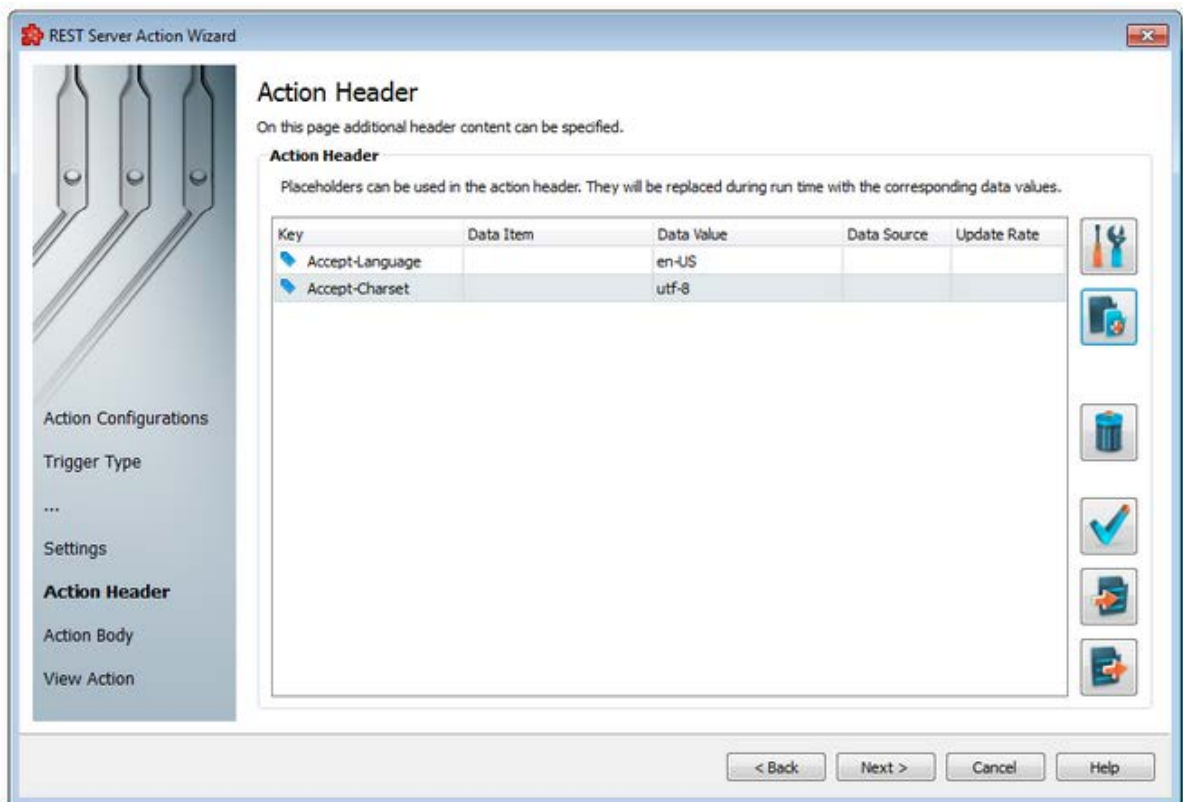 REST Server Action Wizard
Action Header
On this page additional header content can be specified.
Action Header
Placeholders can be used in the action header. They will be replaced during run time with the corresponding data values.
Key Data Item Data Value Data Source Update Rate
Accept-Language en-US
Accept-Charset utf-8
Action Configurations
Trigger Type
...
Settings
Action Header
Action Body
View Action
< Back Next > Cancel Help